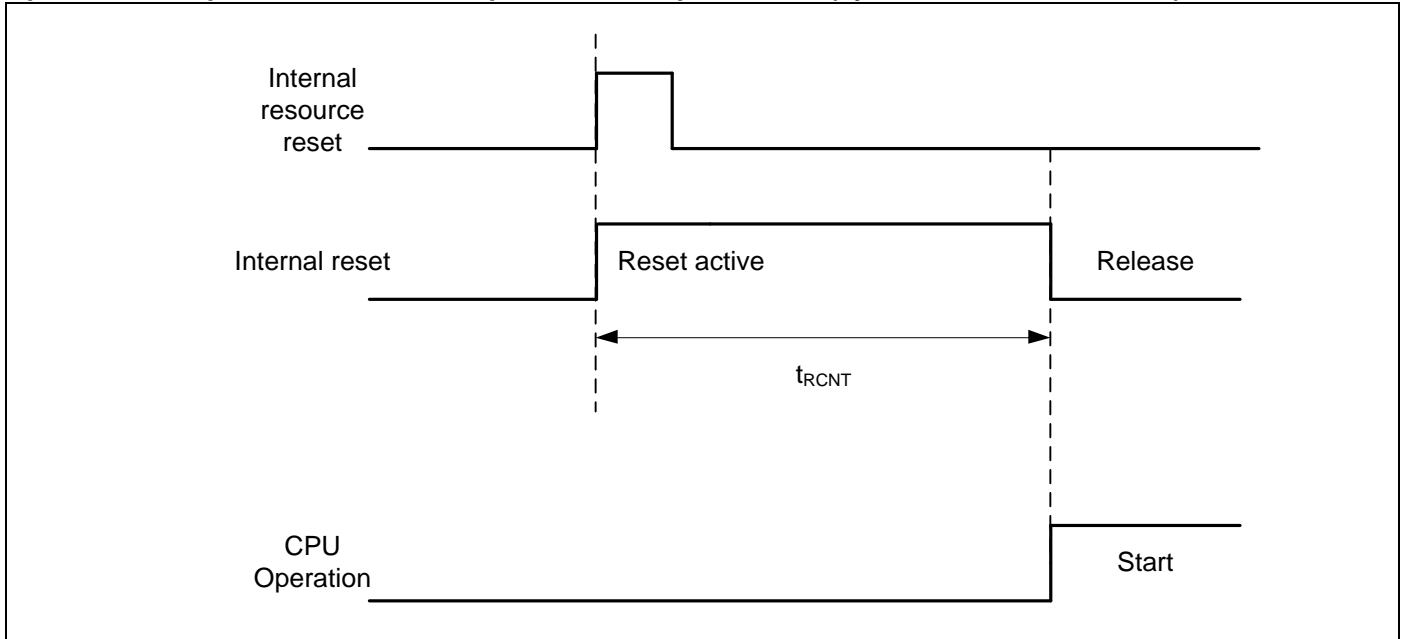 Internal
resource
reset
Internal reset
Reset active
Release
tRCNT
CPU
Operation
Start